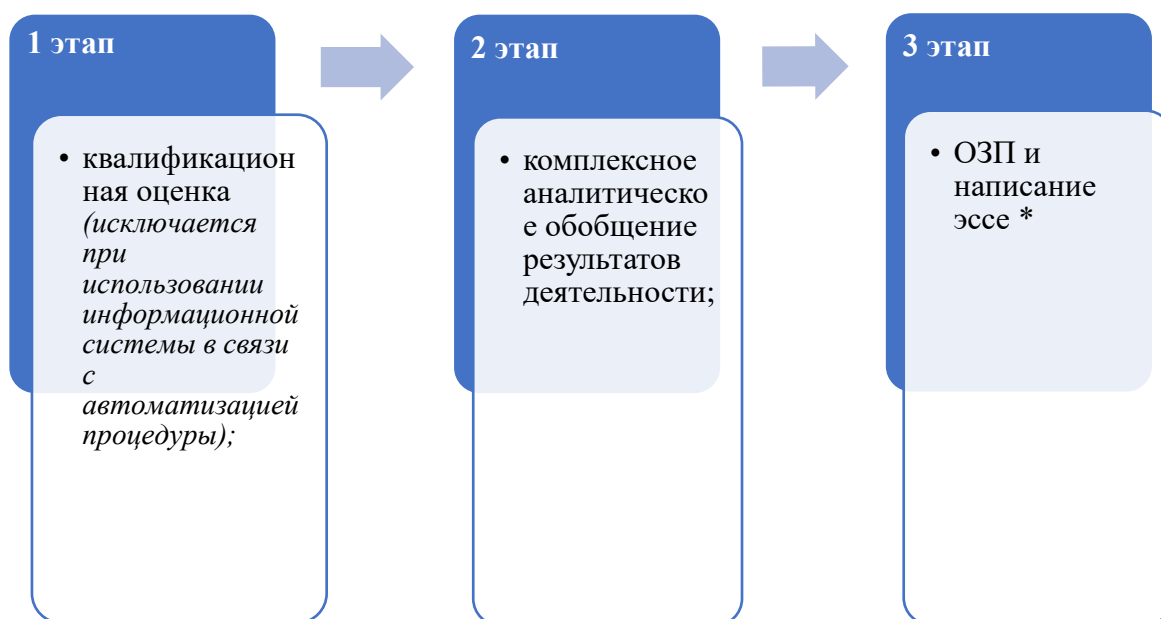 1 этап
• квалификацион
ная оценка
(исключается
при
использовании
информационной
системы в связи
с
автоматизацией
процедуры);
2 этап
• комплексное
аналитическо
е обобщение
результатов
деятельности;
3 этап
• ОЗП и
написание
эссе *